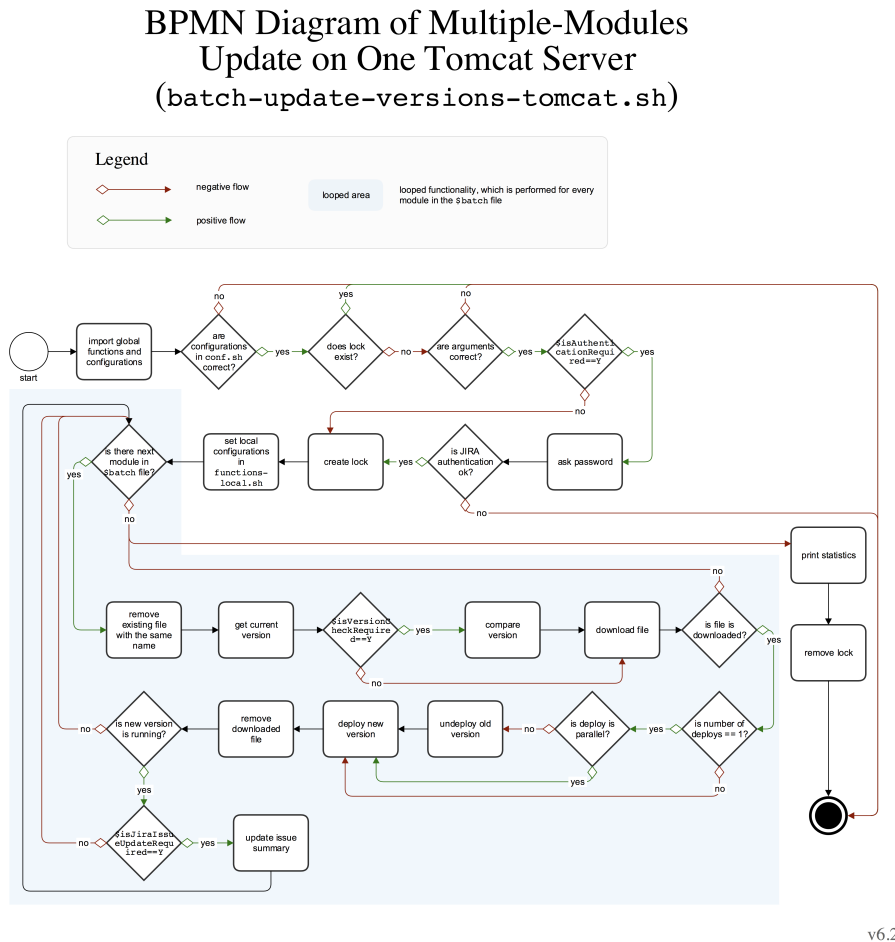 BPMN Diagram of Multiple-Modules
Update on One Tomcat Server
(batch-update-versions-tomcat.sh)
Legend
negative flow
positive flow
looped area
looped functionality, which is performed for every
module in the $batch file
no
yes
no
start
import global
functions and
configurations
are
configurations
in conf.sh
correct?
yes
does lock
exist?
no
are arguments
correct?
yes
$isAuthenti
cationRequi
red==Y
yes
no
is there next
module in
$batch file?
yes
no
set local
configurations
in
functions-
local.sh
create lock
yes
is JIRA
authentication
ok?
no
ask password
print statistics
no
remove
existing file
with the same
name
get current
version
$isVersionC
heckRequire
d==Y
yes
no
compare
version
download file
is file is
downloaded?
yes
remove lock
no
is new version
is running?
yes
remove
downloaded
file
deploy new
version
undeploy old
version
no
is deploy is
parallel?
yes
yes
is number of
deploys == 1?
no
no
$isJiraIssu
eUpdateRequ
ired==Y
yes
update issue
summary
v6.2